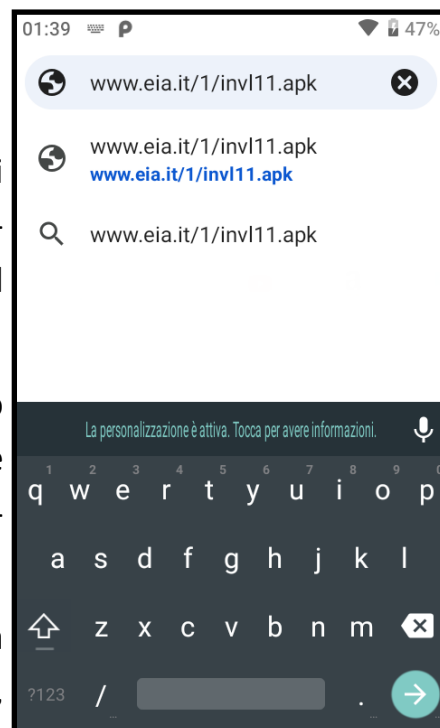 01:39 47%
www.eia.it/1/invl11.apk
www.eia.it/1/invl11.apk
www.eia.it/1/invl11.apk
www.eia.it/1/invl11.apk
La personalizzazione è attiva. Tocca per avere informazioni.
1 2 3 4 5 6 7 8 9 0
q w e r t y u i o p
a s d f g h j k l
z x c v b n m
?123 / .